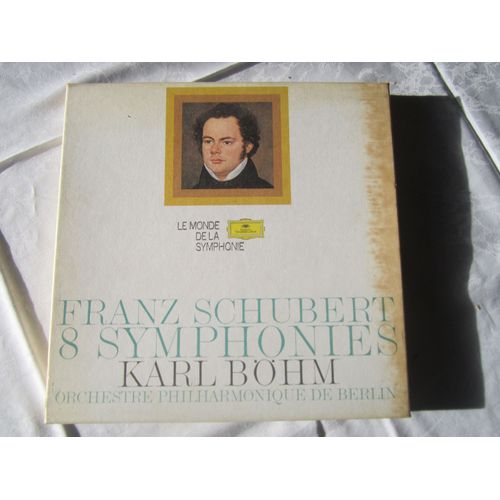 LE MONDE
DE LA
SYMPHONIE
FRANZ SCHUBERT
8 SYMPHONIES
KARL BÖHM
ORCHESTRE PHILHARMONIQUE DE BERLIN